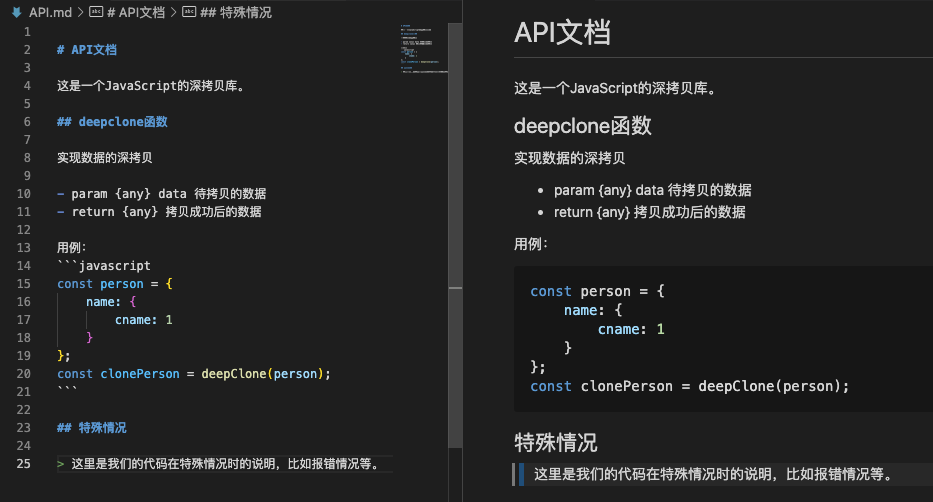 API.md > # API文档 > ## 特殊情况
1
2 # API文档
3
4 这是一个JavaScript的深拷贝库。
5
6 ## deepclone函数
7
8 实现数据的深拷贝
9
10 - param {any} data 待拷贝的数据
11 - return {any} 拷贝成功后的数据
12
13 用例：
14 ```javascript
15 const person = {
16     name: {
17         cname: 1
18     }
19 };
20 const clonePerson = deepClone(person);
21 ```
22
23 ## 特殊情况
24
25 > 这里是我们的代码在特殊情况时的说明，比如报错情况等。
API文档
这是一个JavaScript的深拷贝库。
deepclone函数
实现数据的深拷贝
• param {any} data 待拷贝的数据
• return {any} 拷贝成功后的数据
用例：
const person = {
    name: {
        cname: 1
    }
};
const clonePerson = deepClone(person);
特殊情况
这里是我们的代码在特殊情况时的说明，比如报错情况等。